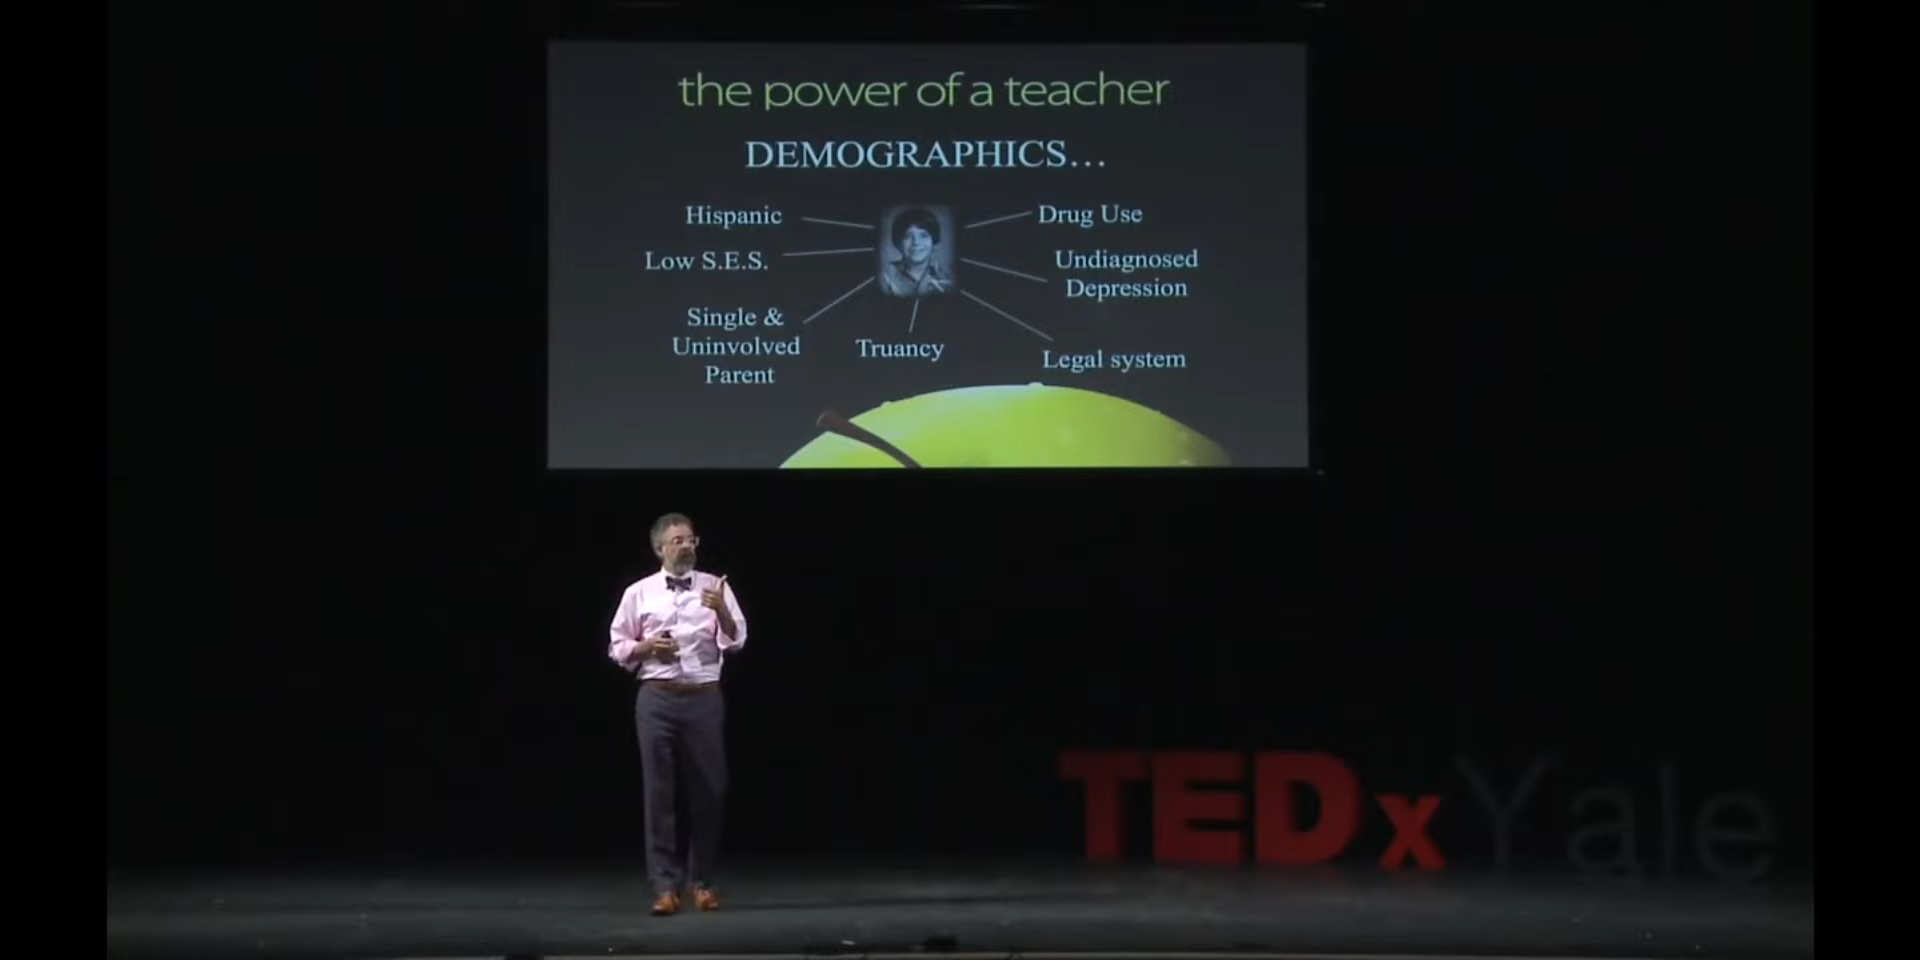 the power of a teacher
DEMOGRAPHICS...
Hispanic
Drug Use
Low S.E.S.
Undiagnosed
Depression
Single &
Uninvolved
Parent
Truancy
Legal system
TEDxYale